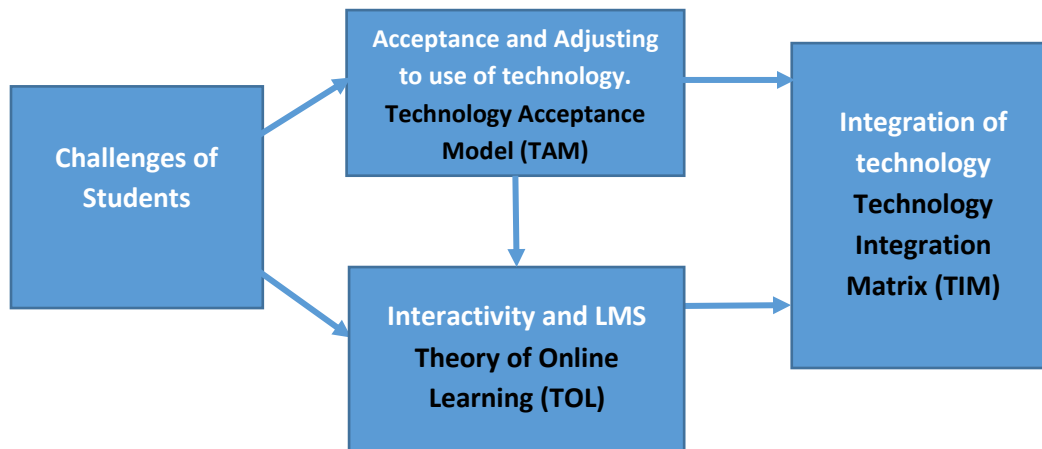 Challenges of
Students
Acceptance and Adjusting
to use of technology.
Technology Acceptance
Model (TAM)
Interactivity and LMS
Theory of Online
Learning (TOL)
Integration of
technology
Technology
Integration
Matrix (TIM)